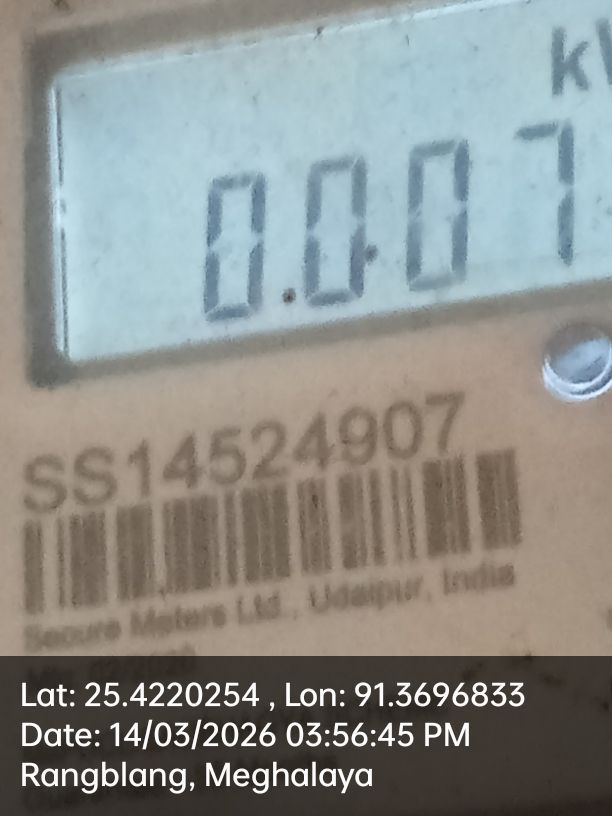 kW
0.007
SS14524907
Secure Meters Ltd., Udaipur, India
Lat: 25.4220254 , Lon: 91.3696833
Date: 14/03/2026 03:56:45 PM
Rangblang, Meghalaya